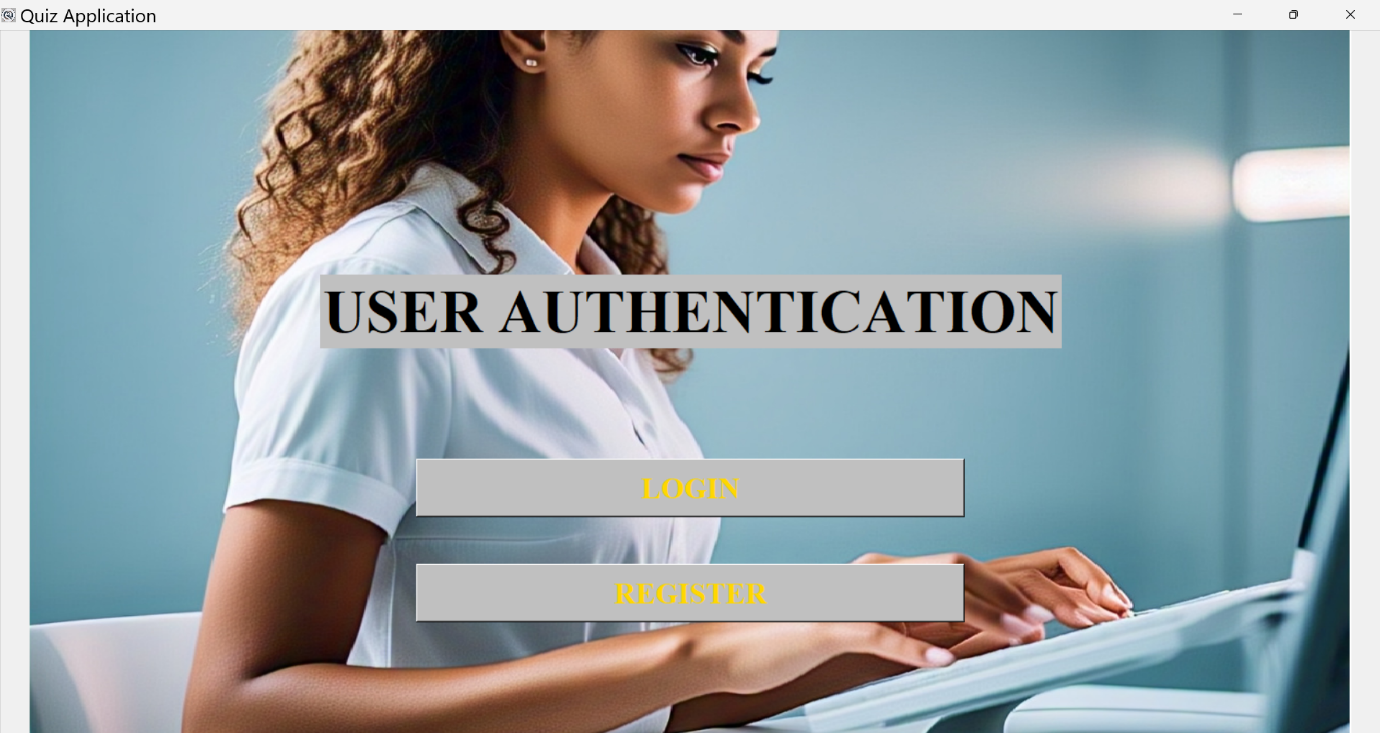 Quiz Application
USER AUTHENTICATION
LOGIN
REGISTER